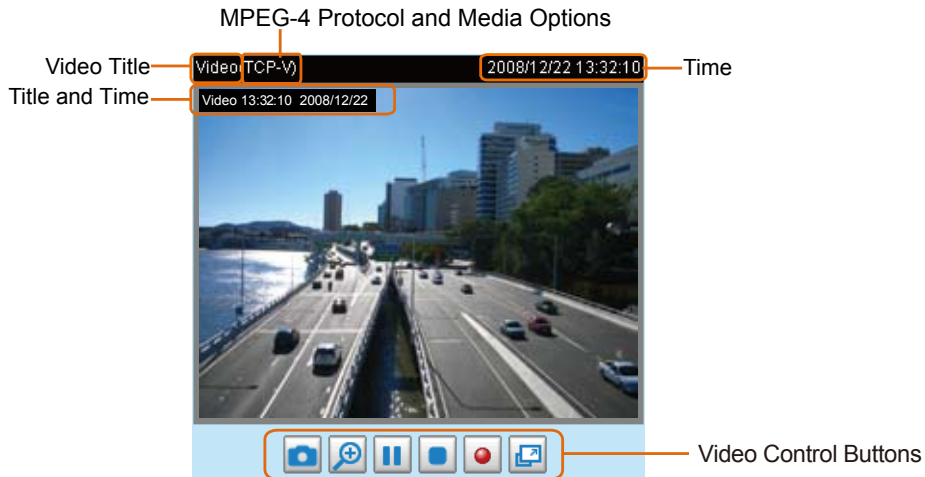 MPEG-4 Protocol and Media Options
Video Title
Video(TCP-V)
2008/12/22 13:32:10
Time
Title and Time
Video 13:32:10 2008/12/22
Video Control Buttons